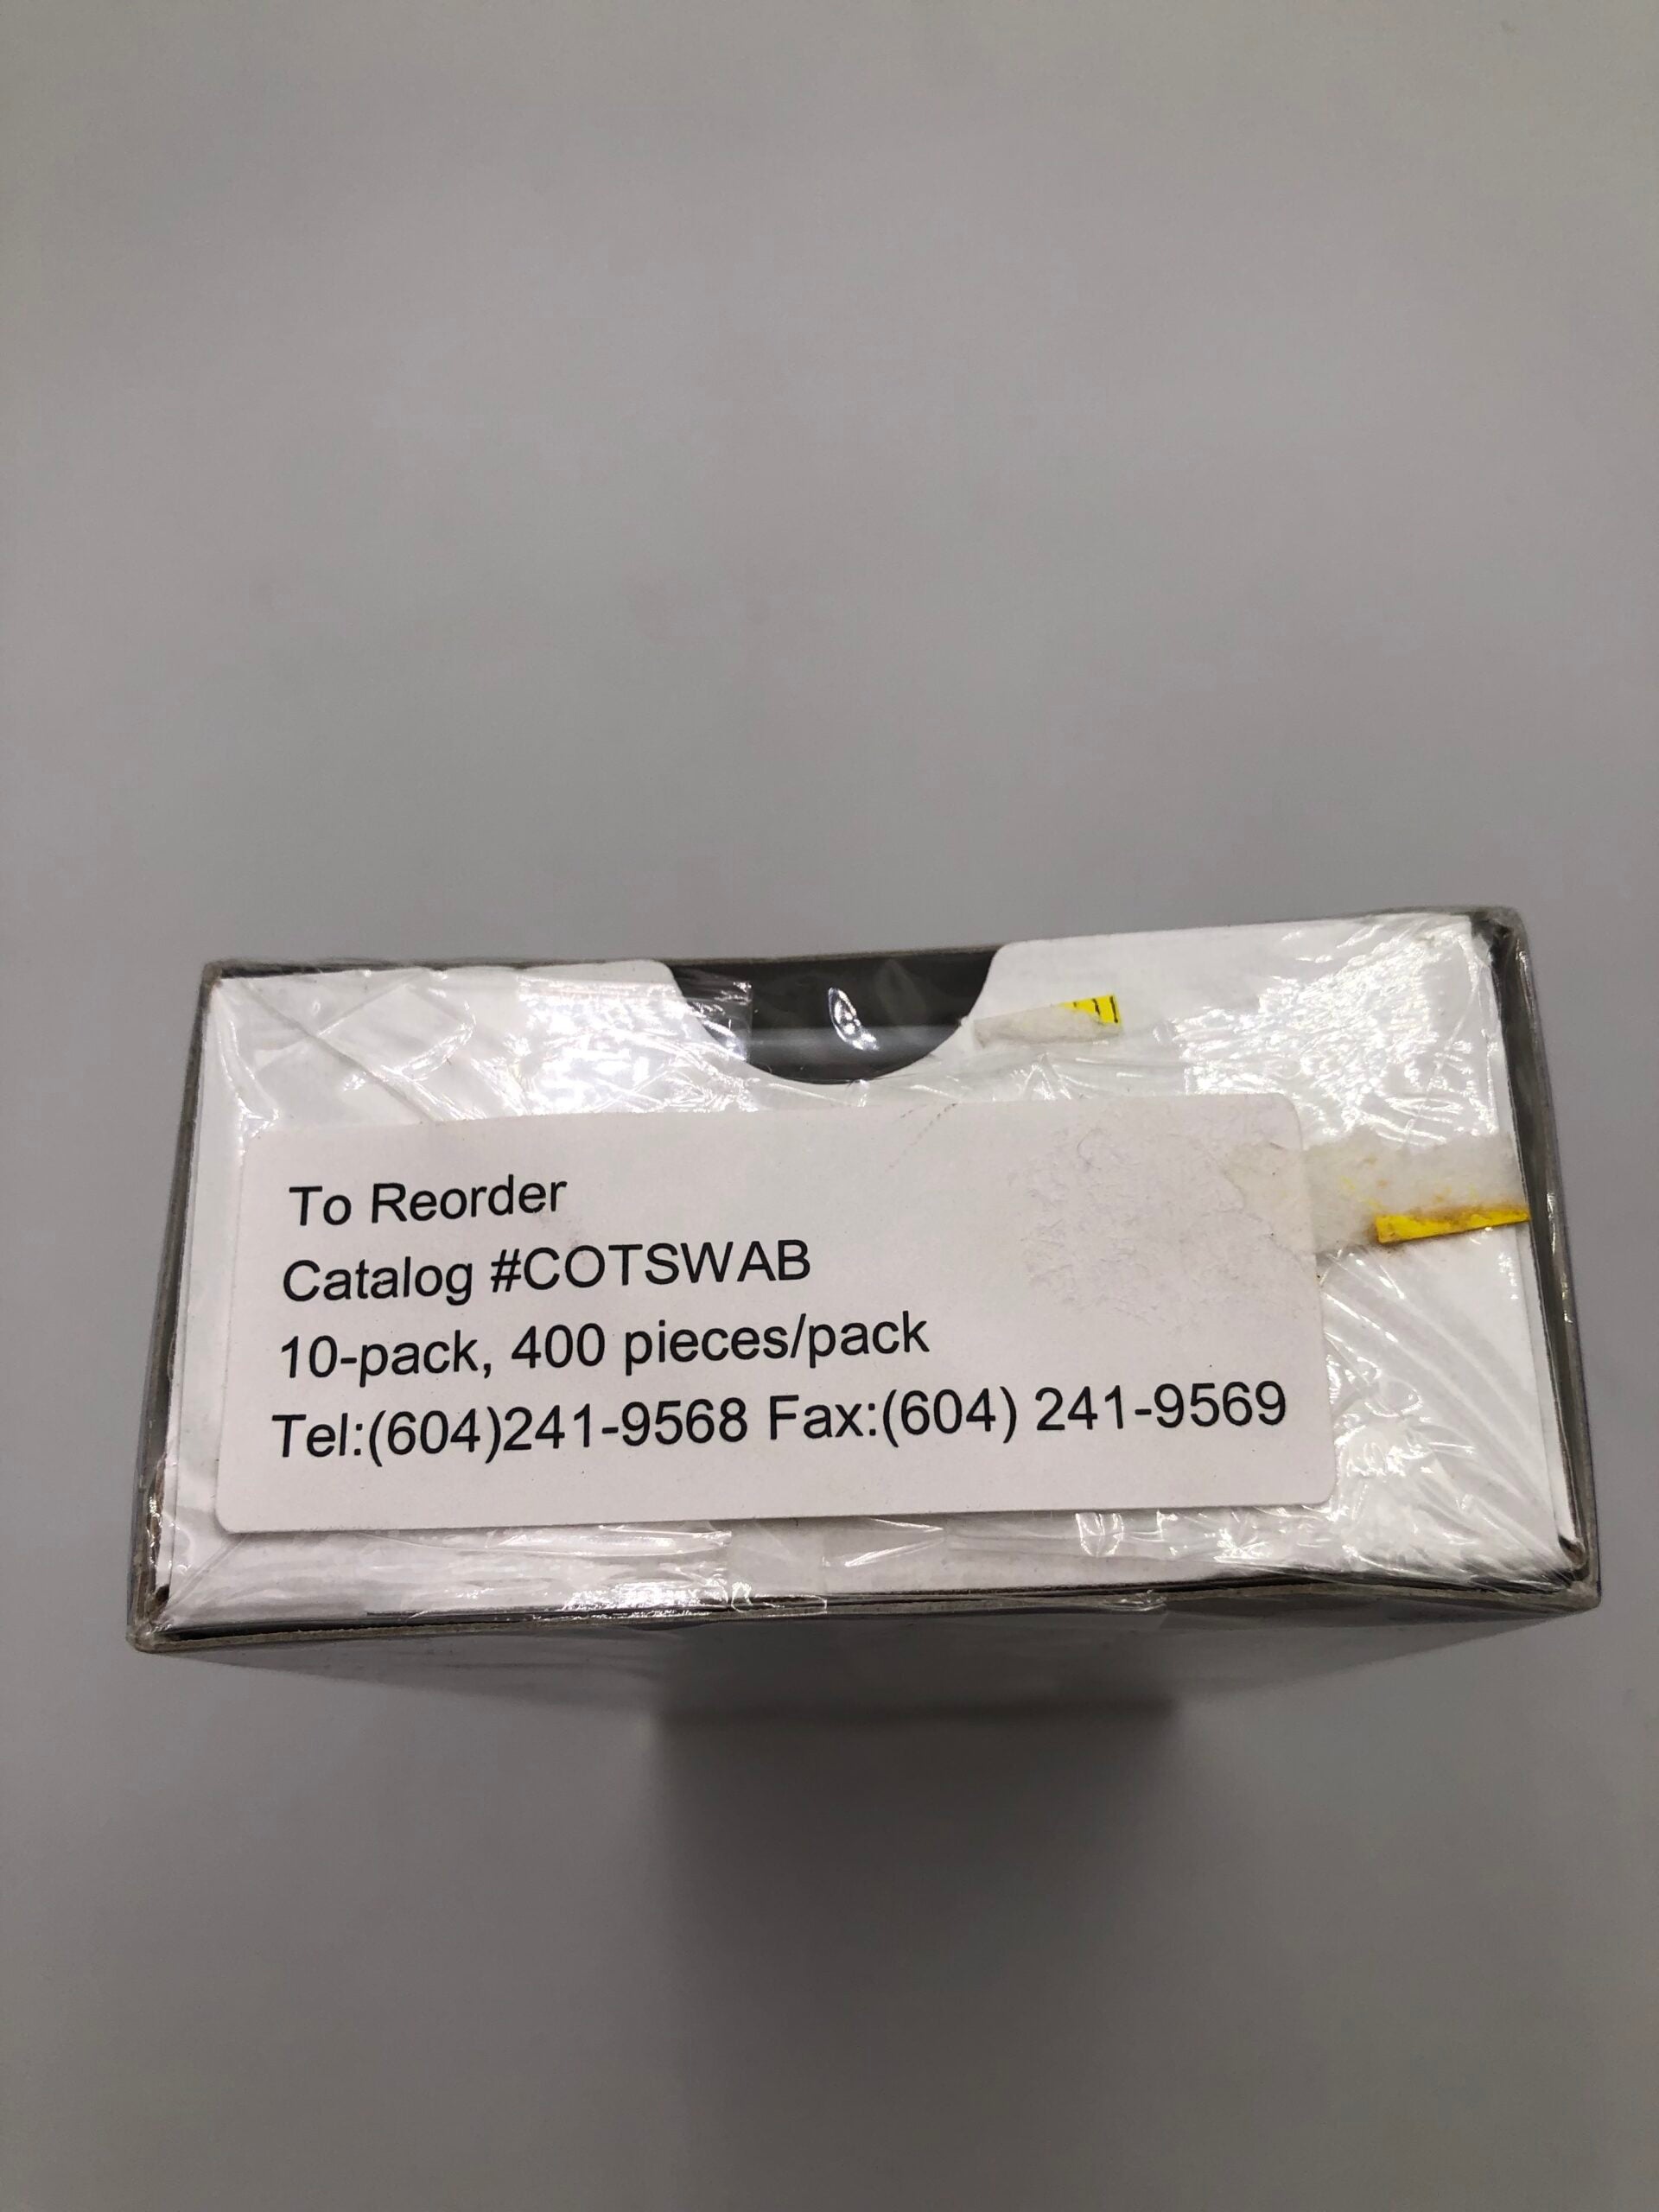 To Reorder
Catalog #COTSWAB
10-pack, 400 pieces/pack
Tel:(604)241-9568 Fax:(604) 241-9569